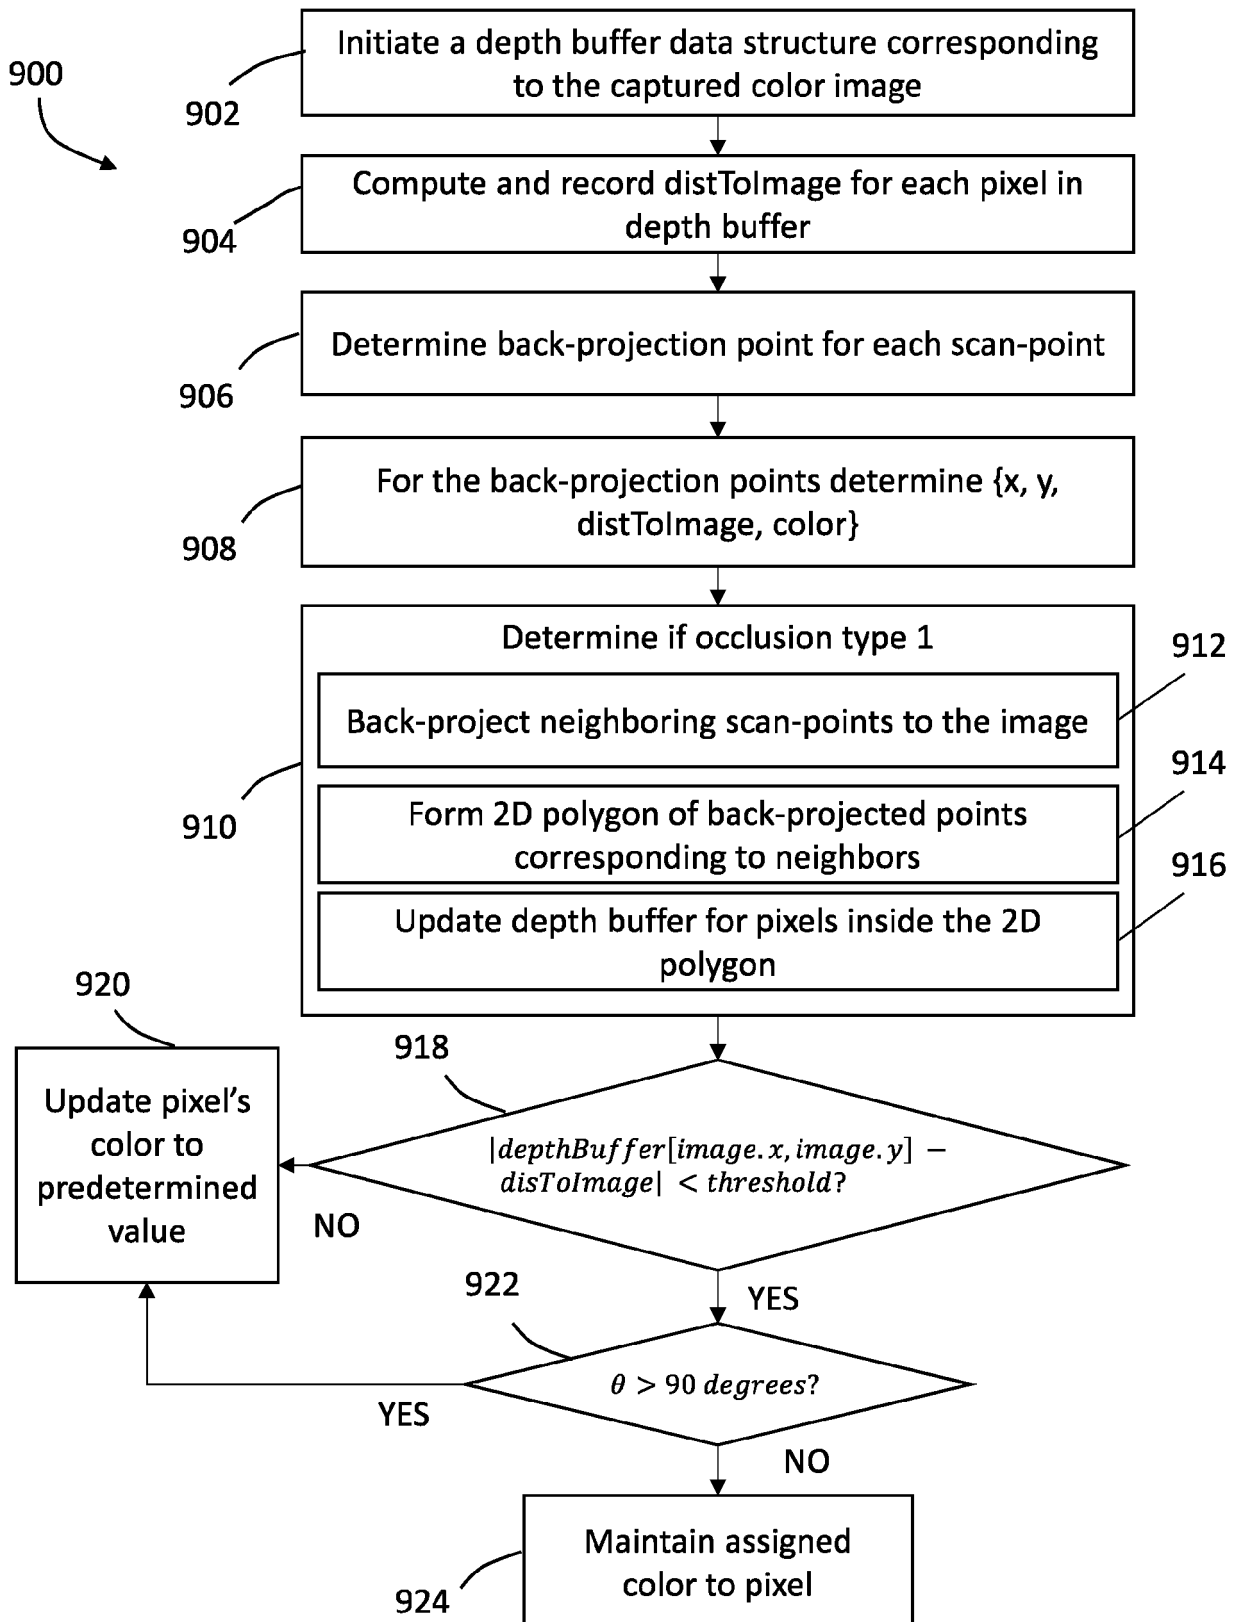 900
902
Initiate a depth buffer data structure corresponding
to the captured color image
904
Compute and record distToImage for each pixel in
depth buffer
906
Determine back-projection point for each scan-point
908
For the back-projection points determine {x, y,
distToImage, color}
910
Determine if occlusion type 1
912
Back-project neighboring scan-points to the image
914
Form 2D polygon of back-projected points
corresponding to neighbors
916
Update depth buffer for pixels inside the 2D
polygon
918
|depthBuffer[image.x, image.y] −
disToImage| < threshold?
NO
920
Update pixel's
color to
predetermined
value
YES
922
θ > 90 degrees?
YES
NO
924
Maintain assigned
color to pixel